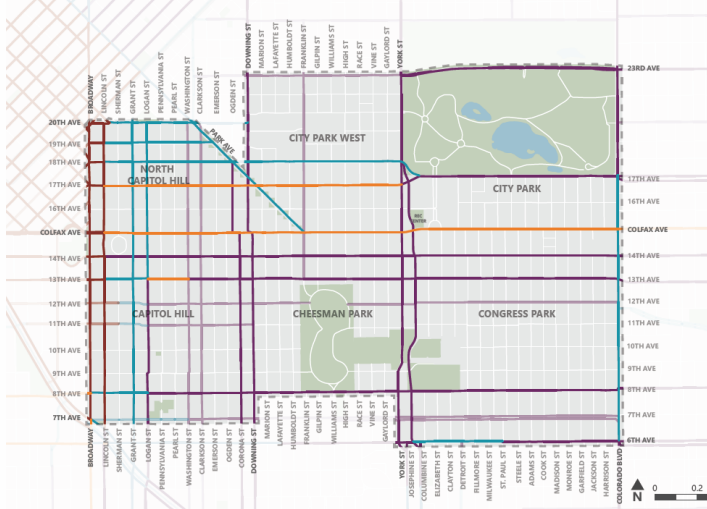 BROADWAY
LINCOLN ST
SHERMAN ST
GRANT ST
LOGAN ST
PENNSYLVANIA ST
PEARL ST
WASHINGTON ST
CLARKSON ST
EMERSON ST
OGDEN ST
DOWNING ST
MARION ST
LAFAYETTE ST
HUMBOLDT ST
FRANKLIN ST
GILPIN ST
WILLIAMS ST
HIGH ST
RACE ST
VINE ST
GAYLORD ST
YORK ST
23RD AVE
20TH AVE
19TH AVE
18TH AVE
17TH AVE
16TH AVE
COLFAX AVE
14TH AVE
13TH AVE
12TH AVE
11TH AVE
10TH AVE
9TH AVE
8TH AVE
7TH AVE
PARK AVE
CITY PARK WEST
NORTH
CAPITOL HILL
CITY PARK
REC
CENTER
CAPITOL HILL
CHEESMAN PARK
CONGRESS PARK
17TH AVE
16TH AVE
COLFAX AVE
14TH AVE
13TH AVE
12TH AVE
11TH AVE
10TH AVE
9TH AVE
8TH AVE
7TH AVE
6TH AVE
BROADWAY
LINCOLN ST
SHERMAN ST
GRANT ST
LOGAN ST
PENNSYLVANIA ST
PEARL ST
WASHINGTON ST
CLARKSON ST
EMERSON ST
OGDEN ST
CORONA ST
DOWNING ST
MARION ST
LAFAYETTE ST
HUMBOLDT ST
FRANKLIN ST
GILPIN ST
WILLIAMS ST
HIGH ST
RACE ST
VINE ST
GAYLORD ST
YORK ST
JOSEPHINE ST
COLUMBINE ST
ELIZABETH ST
CLAYTON ST
DETROIT ST
FILLMORE ST
MILWAUKEE ST
ST. PAUL ST
STEELE ST
ADAMS ST
COOK ST
MADISON ST
MONROE ST
GARFIELD ST
JACKSON ST
HARRISON ST
COLORADO BLVD
N
0
0.2